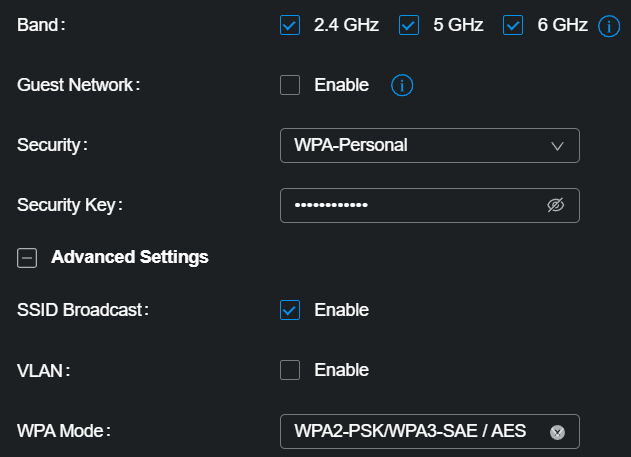 Band: 2.4 GHz 5 GHz 6 GHz
Guest Network: Enable
Security: WPA-Personal
Security Key: ••••••••••••
Advanced Settings
SSID Broadcast: Enable
VLAN: Enable
WPA Mode: WPA2-PSK/WPA3-SAE / AES